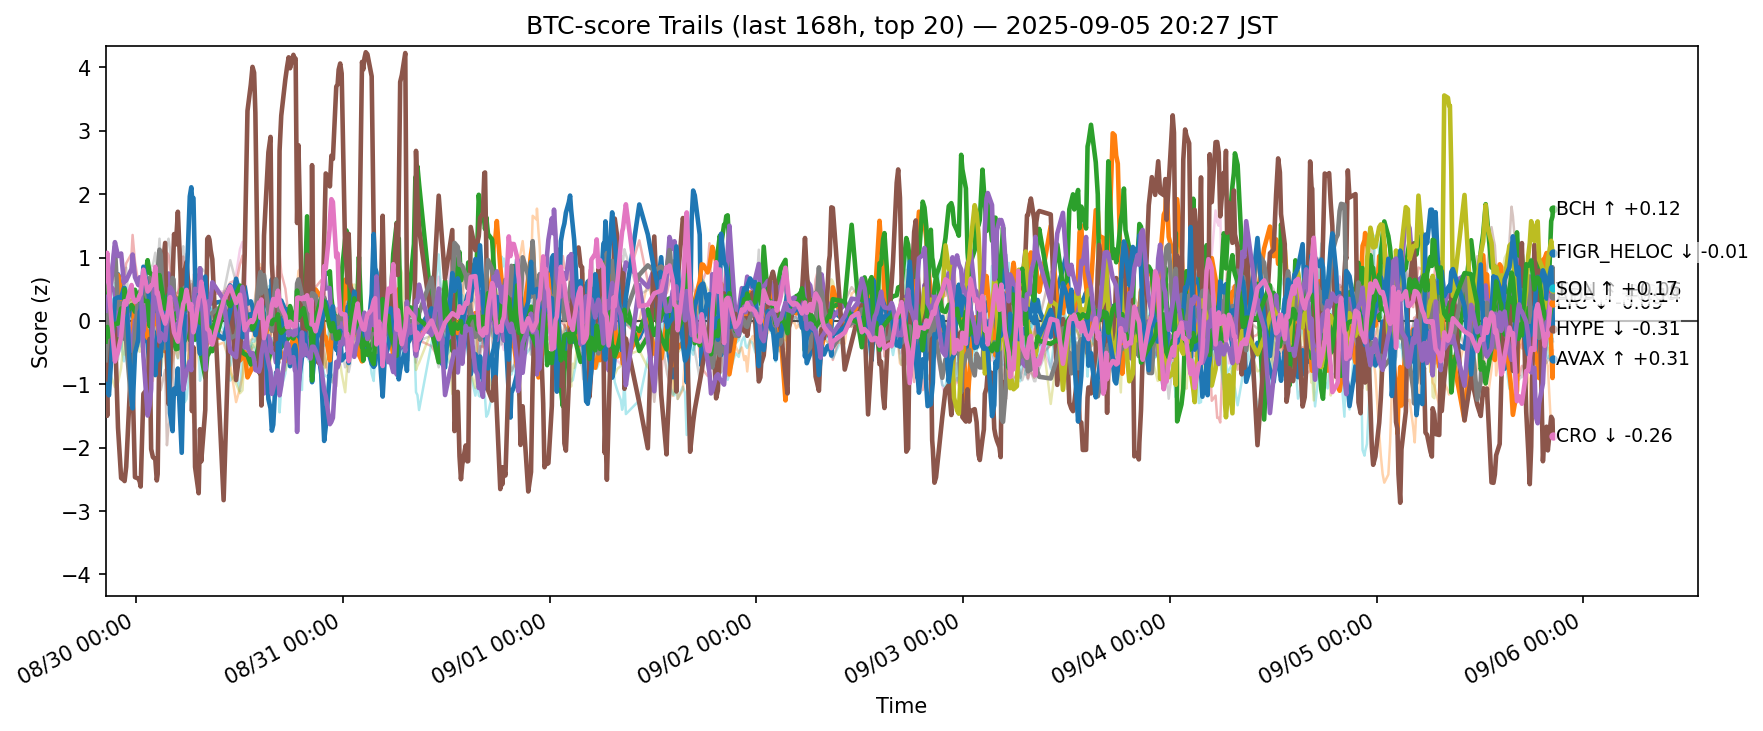 BTC-score Trails (last 168h, top 20) — 2025-09-05 20:27 JST
Score (z)
4
3
2
1
0
−1
−2
−3
−4
BCH ↑ +0.12
FIGR_HELOC ↓ -0.01
SOL ↑ +0.17
HYPE ↓ -0.31
AVAX ↑ +0.31
CRO ↓ -0.26
08/30 00:00
08/31 00:00
09/01 00:00
09/02 00:00
09/03 00:00
09/04 00:00
09/05 00:00
09/06 00:00
Time